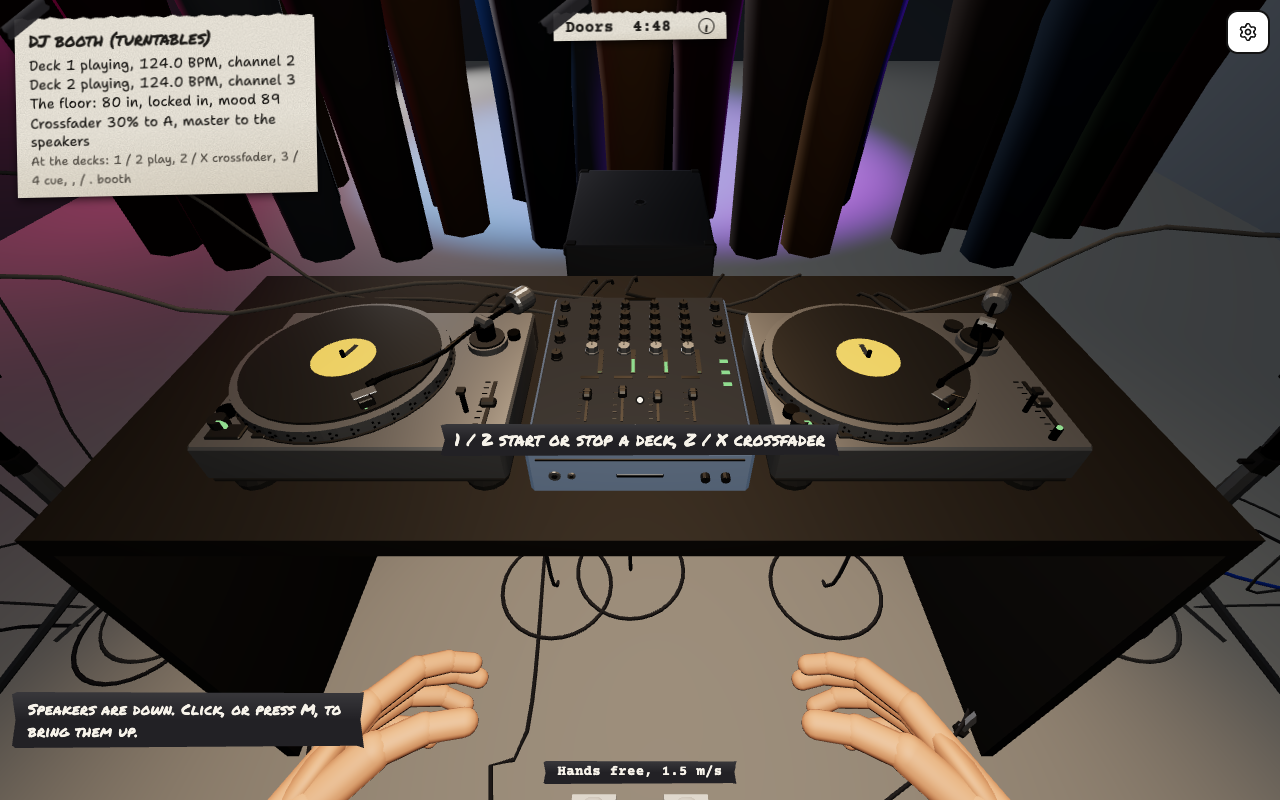 DJ BOOTH (TURNTABLES)
Deck 1 playing, 124.0 BPM, channel 2
Deck 2 playing, 124.0 BPM, channel 3
The floor: 80 in, locked in, mood 89
Crossfader 30% to A, master to the
speakers
At the decks: 1 / 2 play, Z / X crossfader, 3 /
4 cue, , / . booth
Doors 4:48
1 / 2 START OR STOP A DECK, Z / X CROSSFADER
SPEAKERS ARE DOWN. CLICK, OR PRESS M, TO
BRING THEM UP.
Hands free, 1.5 m/s